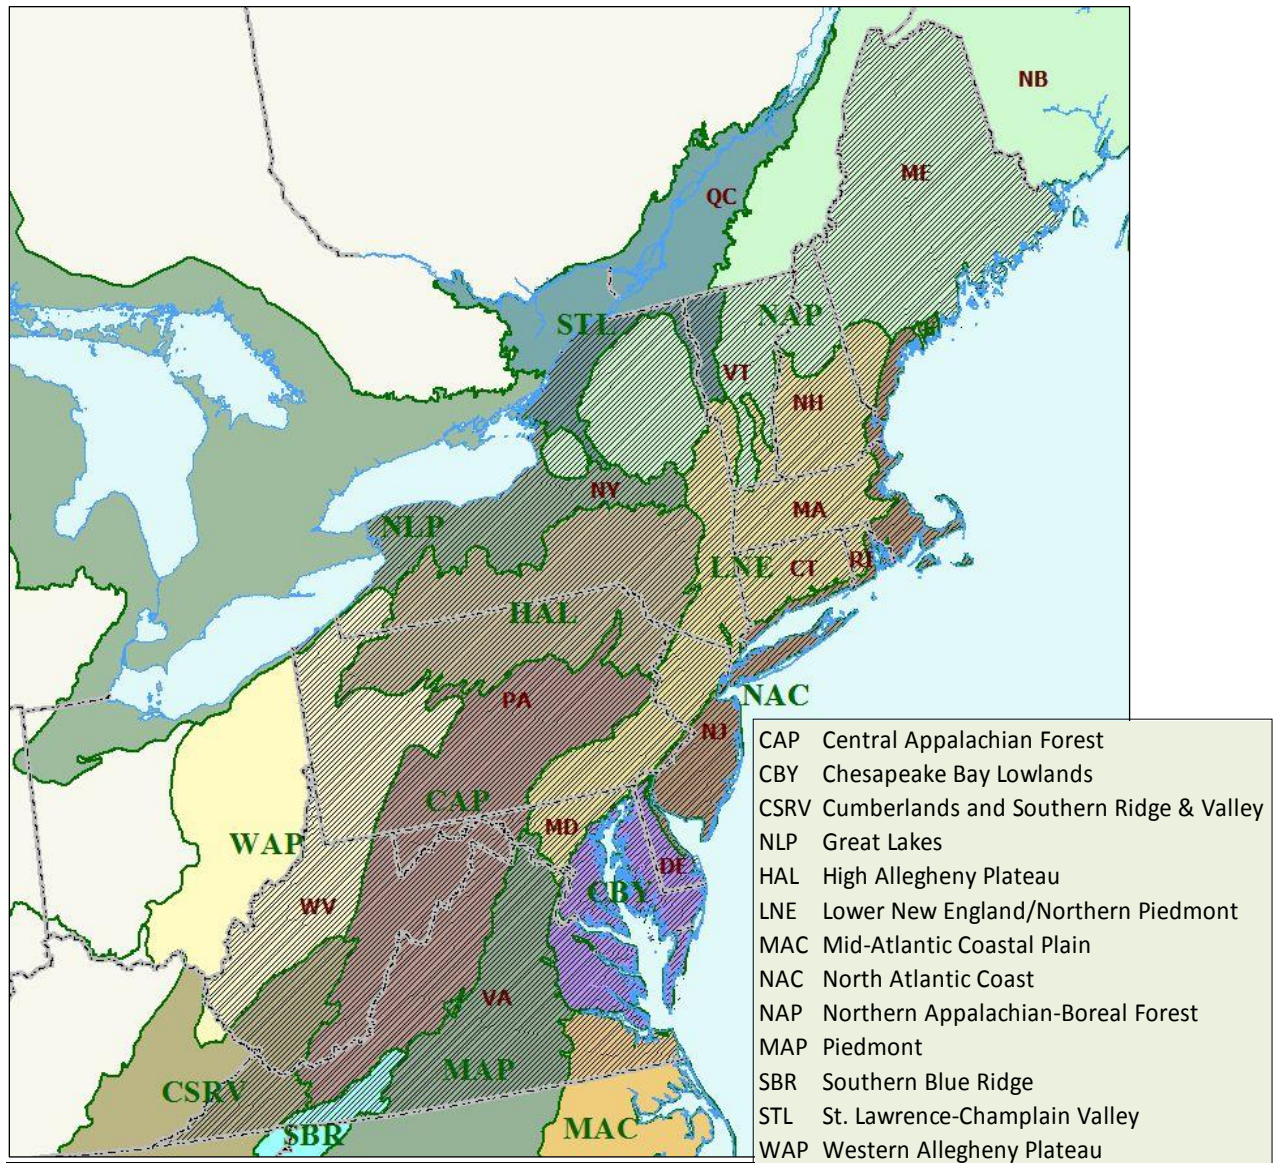 NB
ME
QC
STL
NAP
VT
NH
NY
MA
NLP
LNE
CT
RI
HAL
PA
NAC
NJ
CAP
MD
WAP
DE
CBY
WV
VA
MAP
CSRV
SBR
MAC
CAP Central Appalachian Forest
CBY Chesapeake Bay Lowlands
CSRV Cumberlands and Southern Ridge & Valley
NLP Great Lakes
HAL High Allegheny Plateau
LNE Lower New England/Northern Piedmont
MAC Mid-Atlantic Coastal Plain
NAC North Atlantic Coast
NAP Northern Appalachian-Boreal Forest
MAP Piedmont
SBR Southern Blue Ridge
STL St. Lawrence-Champlain Valley
WAP Western Allegheny Plateau